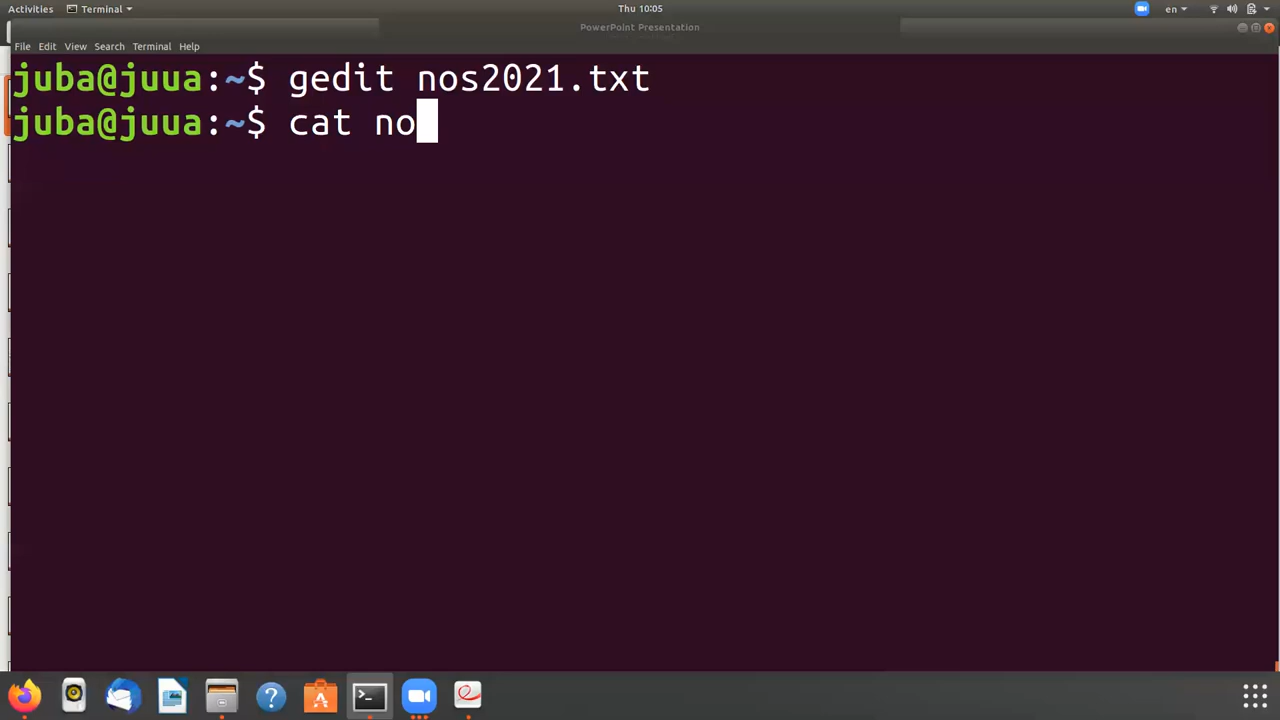 Activities Terminal Thu 10:05 en
PowerPoint Presentation
File Edit View Search Terminal Help
juba@juua:~$ gedit nos2021.txt
juba@juua:~$ cat no